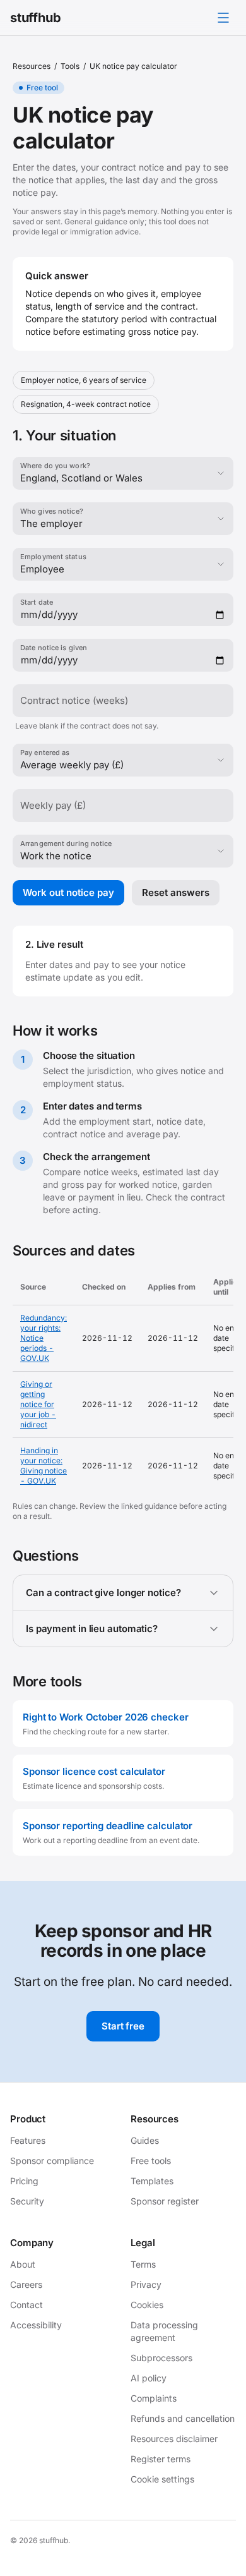 stuffhub
Resources / Tools / UK notice pay calculator
Free tool
UK notice pay
calculator
Enter the dates, your contract notice and pay to see
the notice that applies, the last day and the gross
notice pay.
Your answers stay in this page's memory. Nothing you enter is
saved or sent. General guidance only; this tool does not
provide legal or immigration advice.
Quick answer
Notice depends on who gives it, employee
status, length of service and the contract.
Compare the statutory period with contractual
notice before estimating gross notice pay.
Employer notice, 6 years of service
Resignation, 4-week contract notice
1. Your situation
Where do you work?
England, Scotland or Wales
Who gives notice?
The employer
Employment status
Employee
Start date
mm/dd/yyyy
Date notice is given
mm/dd/yyyy
Contract notice (weeks)
Leave blank if the contract does not say.
Pay entered as
Average weekly pay (£)
Weekly pay (£)
Arrangement during notice
Work the notice
Work out notice pay
Reset answers
2. Live result
Enter dates and pay to see your notice
estimate update as you edit.
How it works
1 Choose the situation
Select the jurisdiction, who gives notice and
employment status.
2 Enter dates and terms
Add the employment start, notice date,
contract notice and average pay.
3 Check the arrangement
Compare notice weeks, estimated last day
and gross pay for worked notice, garden
leave or payment in lieu. Check the contract
before acting.
Sources and dates
Source Checked on Applies from Appli
until
Redundancy:
your rights:
Notice
periods -
GOV.UK
2026-11-12 2026-11-12 No en
date
specif
Giving or
getting
notice for
your job -
nidirect
2026-11-12 2026-11-12 No en
date
specif
Handing in
your notice:
Giving notice
- GOV.UK
2026-11-12 2026-11-12 No en
date
specif
Rules can change. Review the linked guidance before acting
on a result.
Questions
Can a contract give longer notice?
Is payment in lieu automatic?
More tools
Right to Work October 2026 checker
Find the checking route for a new starter.
Sponsor licence cost calculator
Estimate licence and sponsorship costs.
Sponsor reporting deadline calculator
Work out a reporting deadline from an event date.
Keep sponsor and HR
records in one place
Start on the free plan. No card needed.
Start free
Product
Features
Sponsor compliance
Pricing
Security
Resources
Guides
Free tools
Templates
Sponsor register
Company
About
Careers
Contact
Accessibility
Legal
Terms
Privacy
Cookies
Data processing
agreement
Subprocessors
AI policy
Complaints
Refunds and cancellation
Resources disclaimer
Register terms
Cookie settings
© 2026 stuffhub.